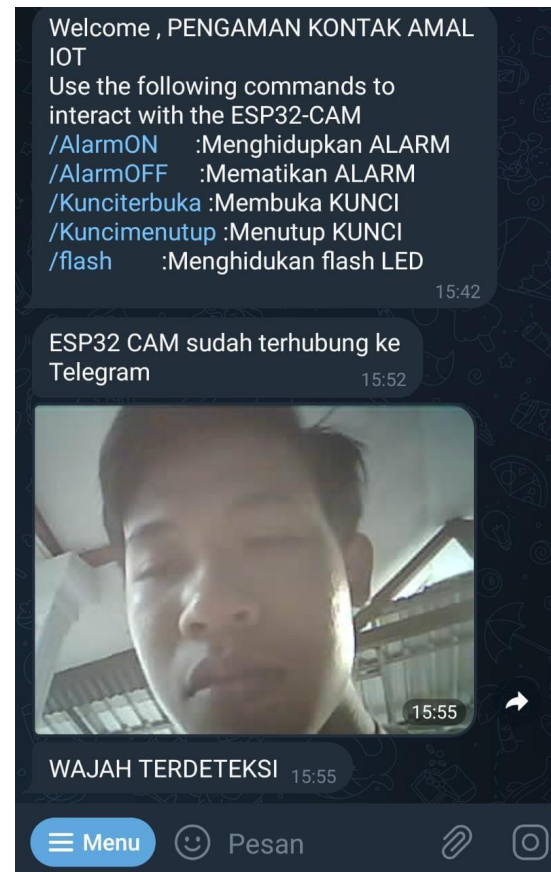 Welcome , PENGAMAN KONTAK AMAL
IOT
Use the following commands to
interact with the ESP32-CAM
/AlarmON :Menghidupkan ALARM
/AlarmOFF :Mematikan ALARM
/Kunciterbuka :Membuka KUNCI
/Kuncimenutup :Menutup KUNCI
/flash :Menghidukan flash LED
15:42
ESP32 CAM sudah terhubung ke
Telegram 15:52
15:55
WAJAH TERDETEKSI 15:55
Menu Pesan